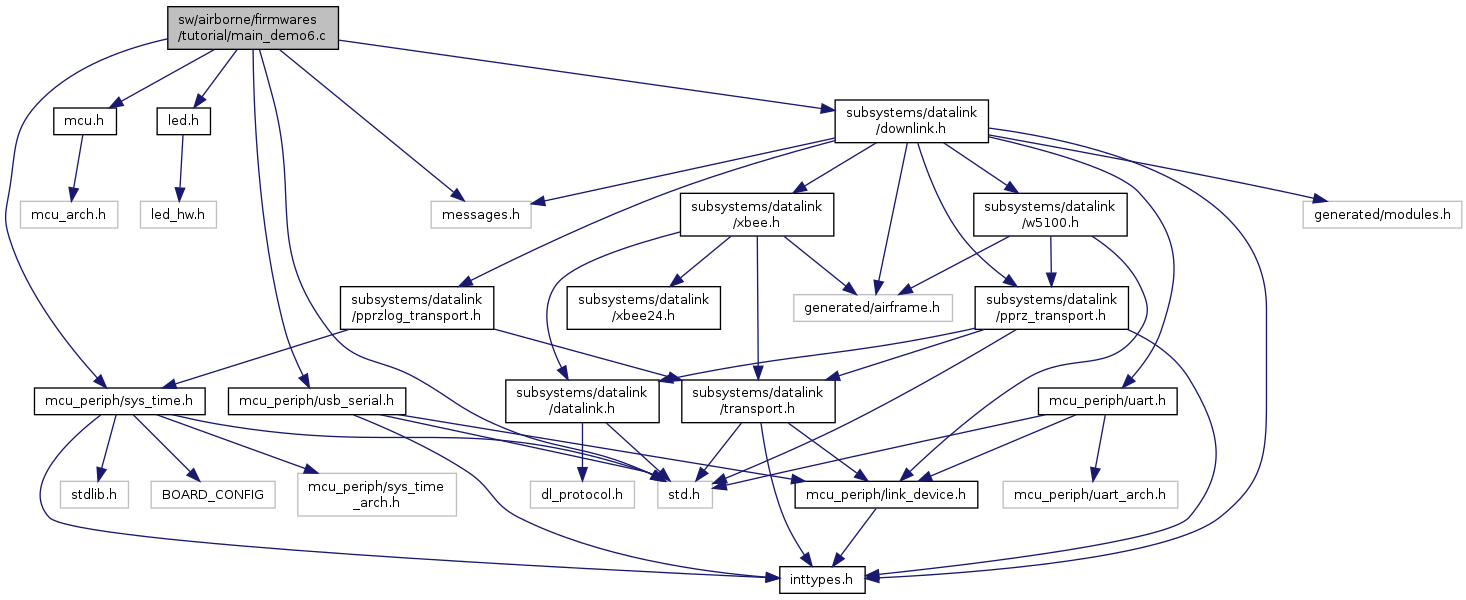 sw/airborne/firmwares
/tutorial/main_demo6.c
mcu.h
led.h
subsystems/datalink
/downlink.h
mcu_arch.h
led_hw.h
messages.h
subsystems/datalink
/xbee.h
subsystems/datalink
/w5100.h
generated/modules.h
subsystems/datalink
/pprzlog_transport.h
subsystems/datalink
/xbee24.h
generated/airframe.h
subsystems/datalink
/pprz_transport.h
mcu_periph/sys_time.h
mcu_periph/usb_serial.h
subsystems/datalink
/datalink.h
subsystems/datalink
/transport.h
mcu_periph/uart.h
stdlib.h
BOARD_CONFIG
mcu_periph/sys_time
_arch.h
dl_protocol.h
std.h
mcu_periph/link_device.h
mcu_periph/uart_arch.h
inttypes.h